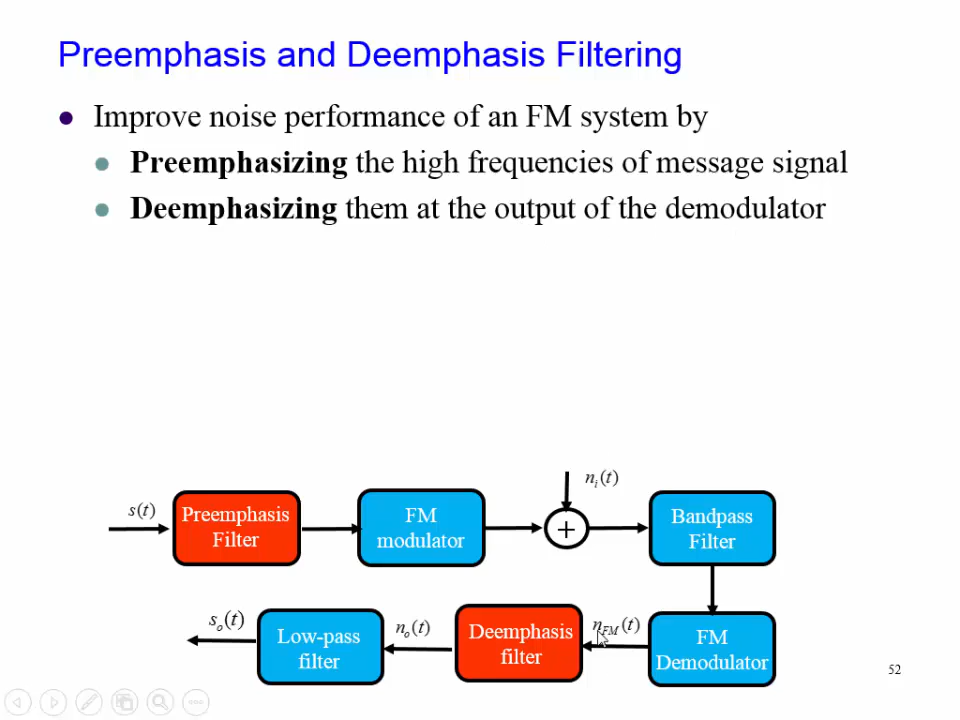 Preemphasis and Deemphasis Filtering
Improve noise performance of an FM system by
Preemphasizing the high frequencies of message signal
Deemphasizing them at the output of the demodulator
n_i(t)
s(t)
Preemphasis
Filter
FM
modulator
+
Bandpass
Filter
s_o(t)
Low-pass
filter
n_o(t)
Deemphasis
filter
n_FM(t)
FM
Demodulator
52